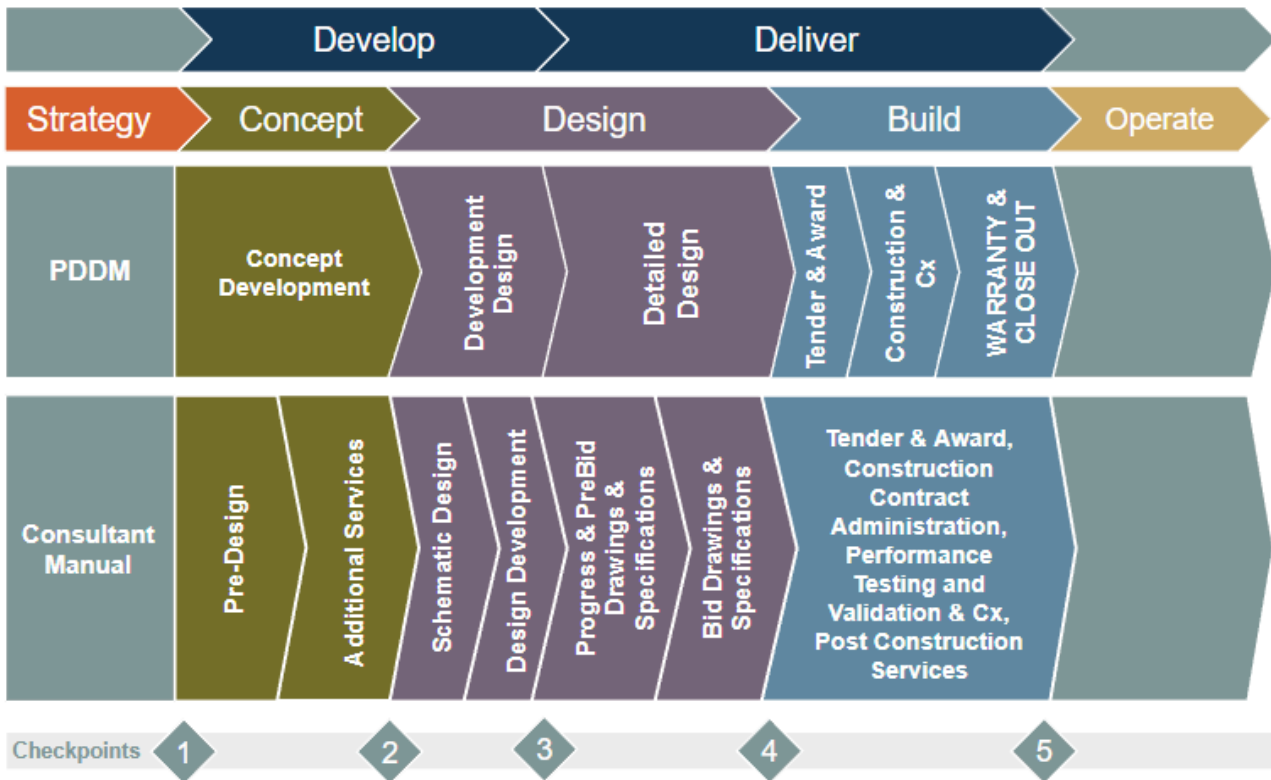 Develop
Deliver
Strategy
Concept
Design
Build
Operate
PDDM
Concept
Development
Development
Design
Detailed
Design
Tender & Award
Construction &
Cx
WARRANTY &
CLOSE OUT
Consultant
Manual
Pre-Design
Additional Services
Schematic Design
Design Development
Progress & PreBid
Drawings &
Specifications
Bid Drawings &
Specifications
Tender & Award,
Construction
Contract
Administration,
Performance
Testing and
Validation & Cx,
Post Construction
Services
Checkpoints
1
2
3
4
5